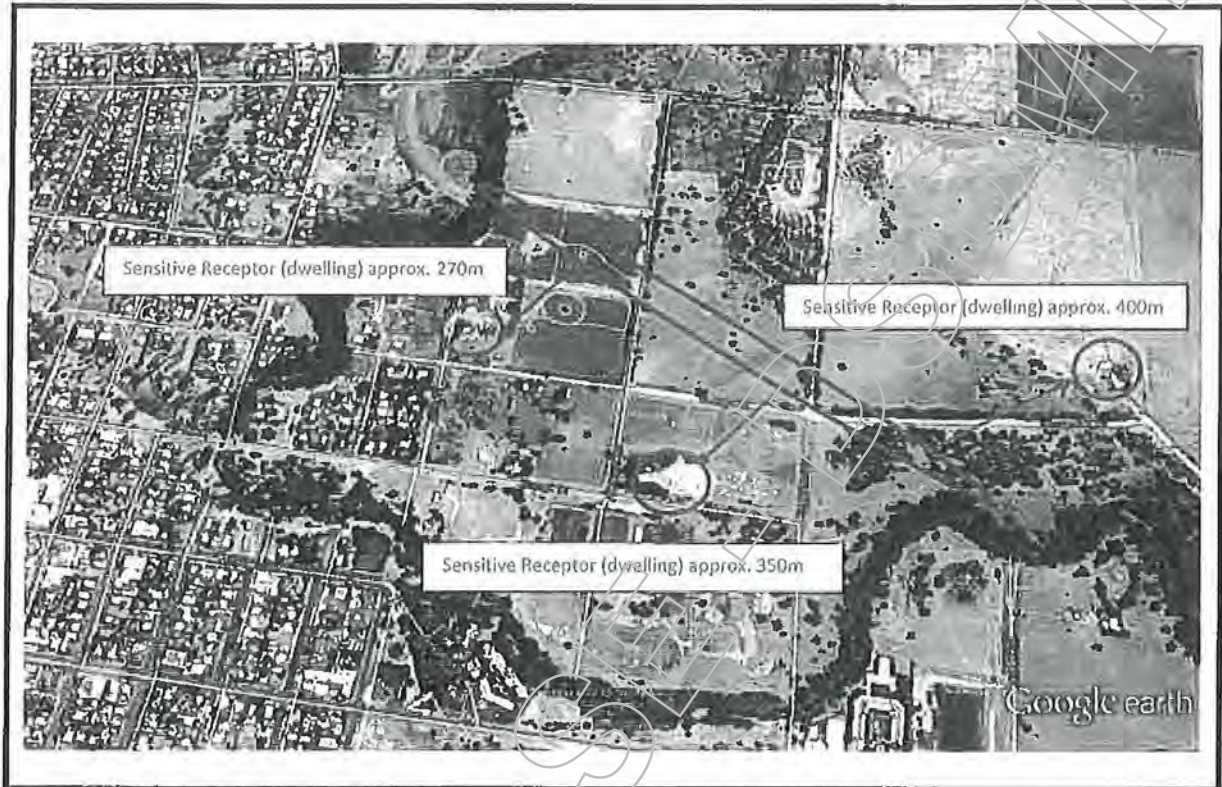 Sensitive Receptor (dwelling) approx. 270m
Sensitive Receptor (dwelling) approx. 400m
Sensitive Receptor (dwelling) approx. 350m
Google earth